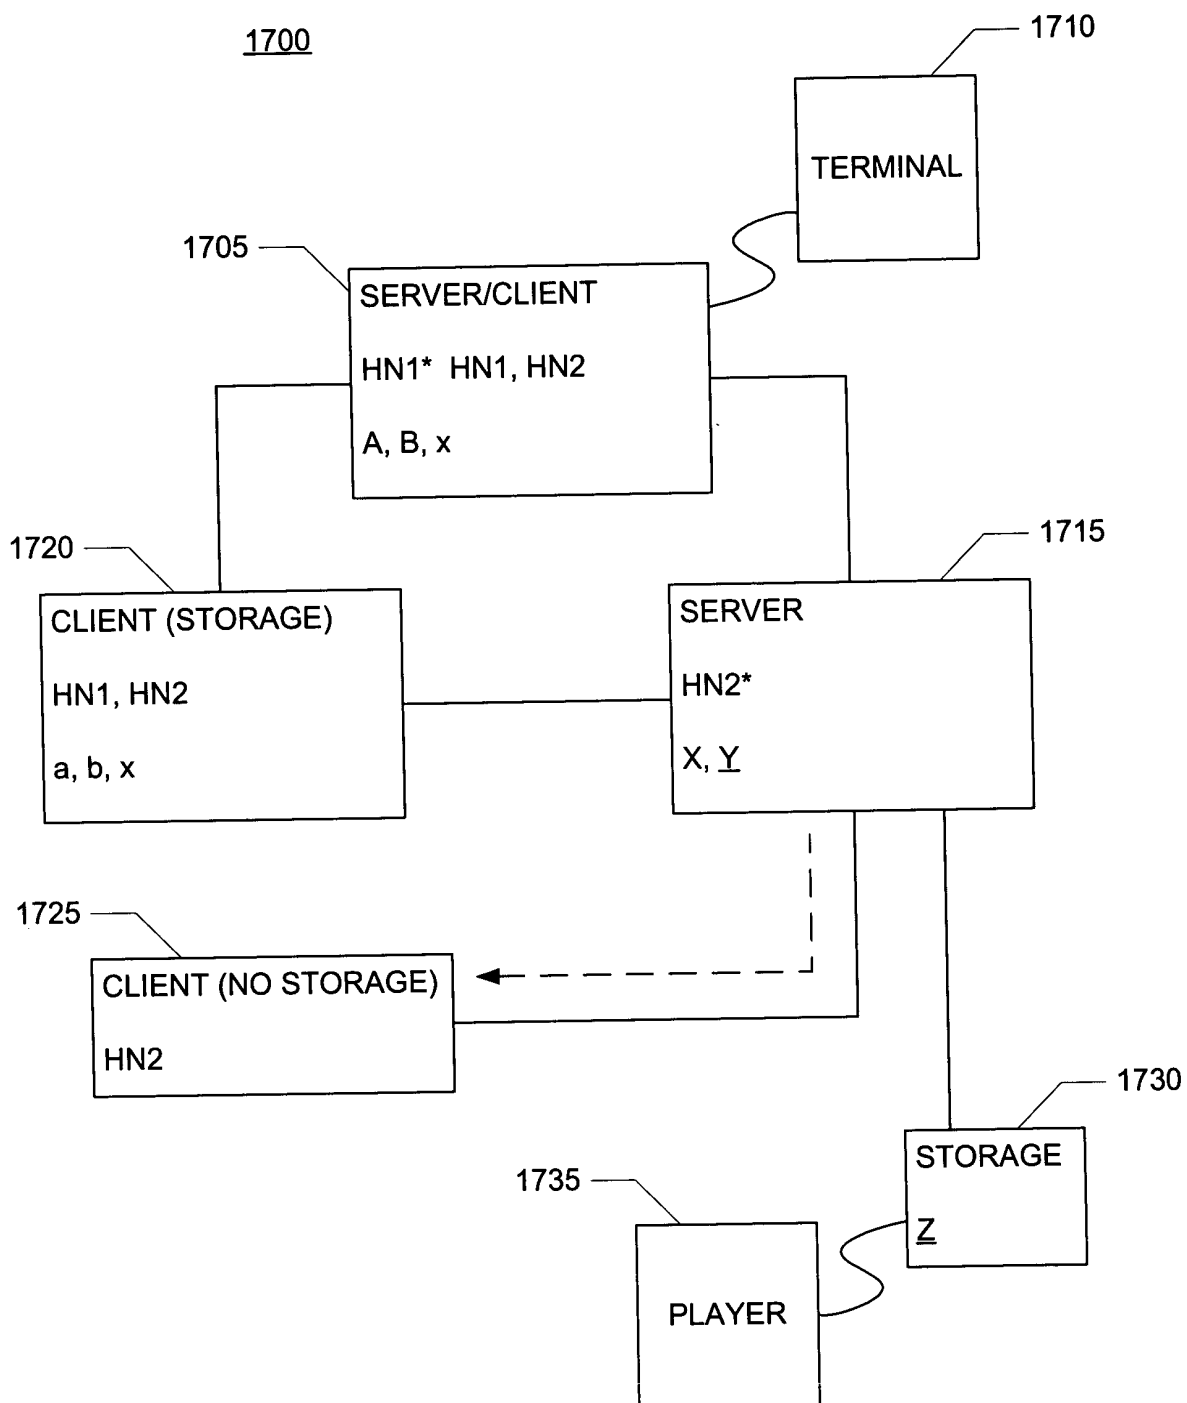 1700
1710
TERMINAL
1705
SERVER/CLIENT
HN1* HN1, HN2
A, B, x
1720
CLIENT (STORAGE)
HN1, HN2
a, b, x
1715
SERVER
HN2*
X, Y
1725
CLIENT (NO STORAGE)
HN2
1730
STORAGE
Z
1735
PLAYER